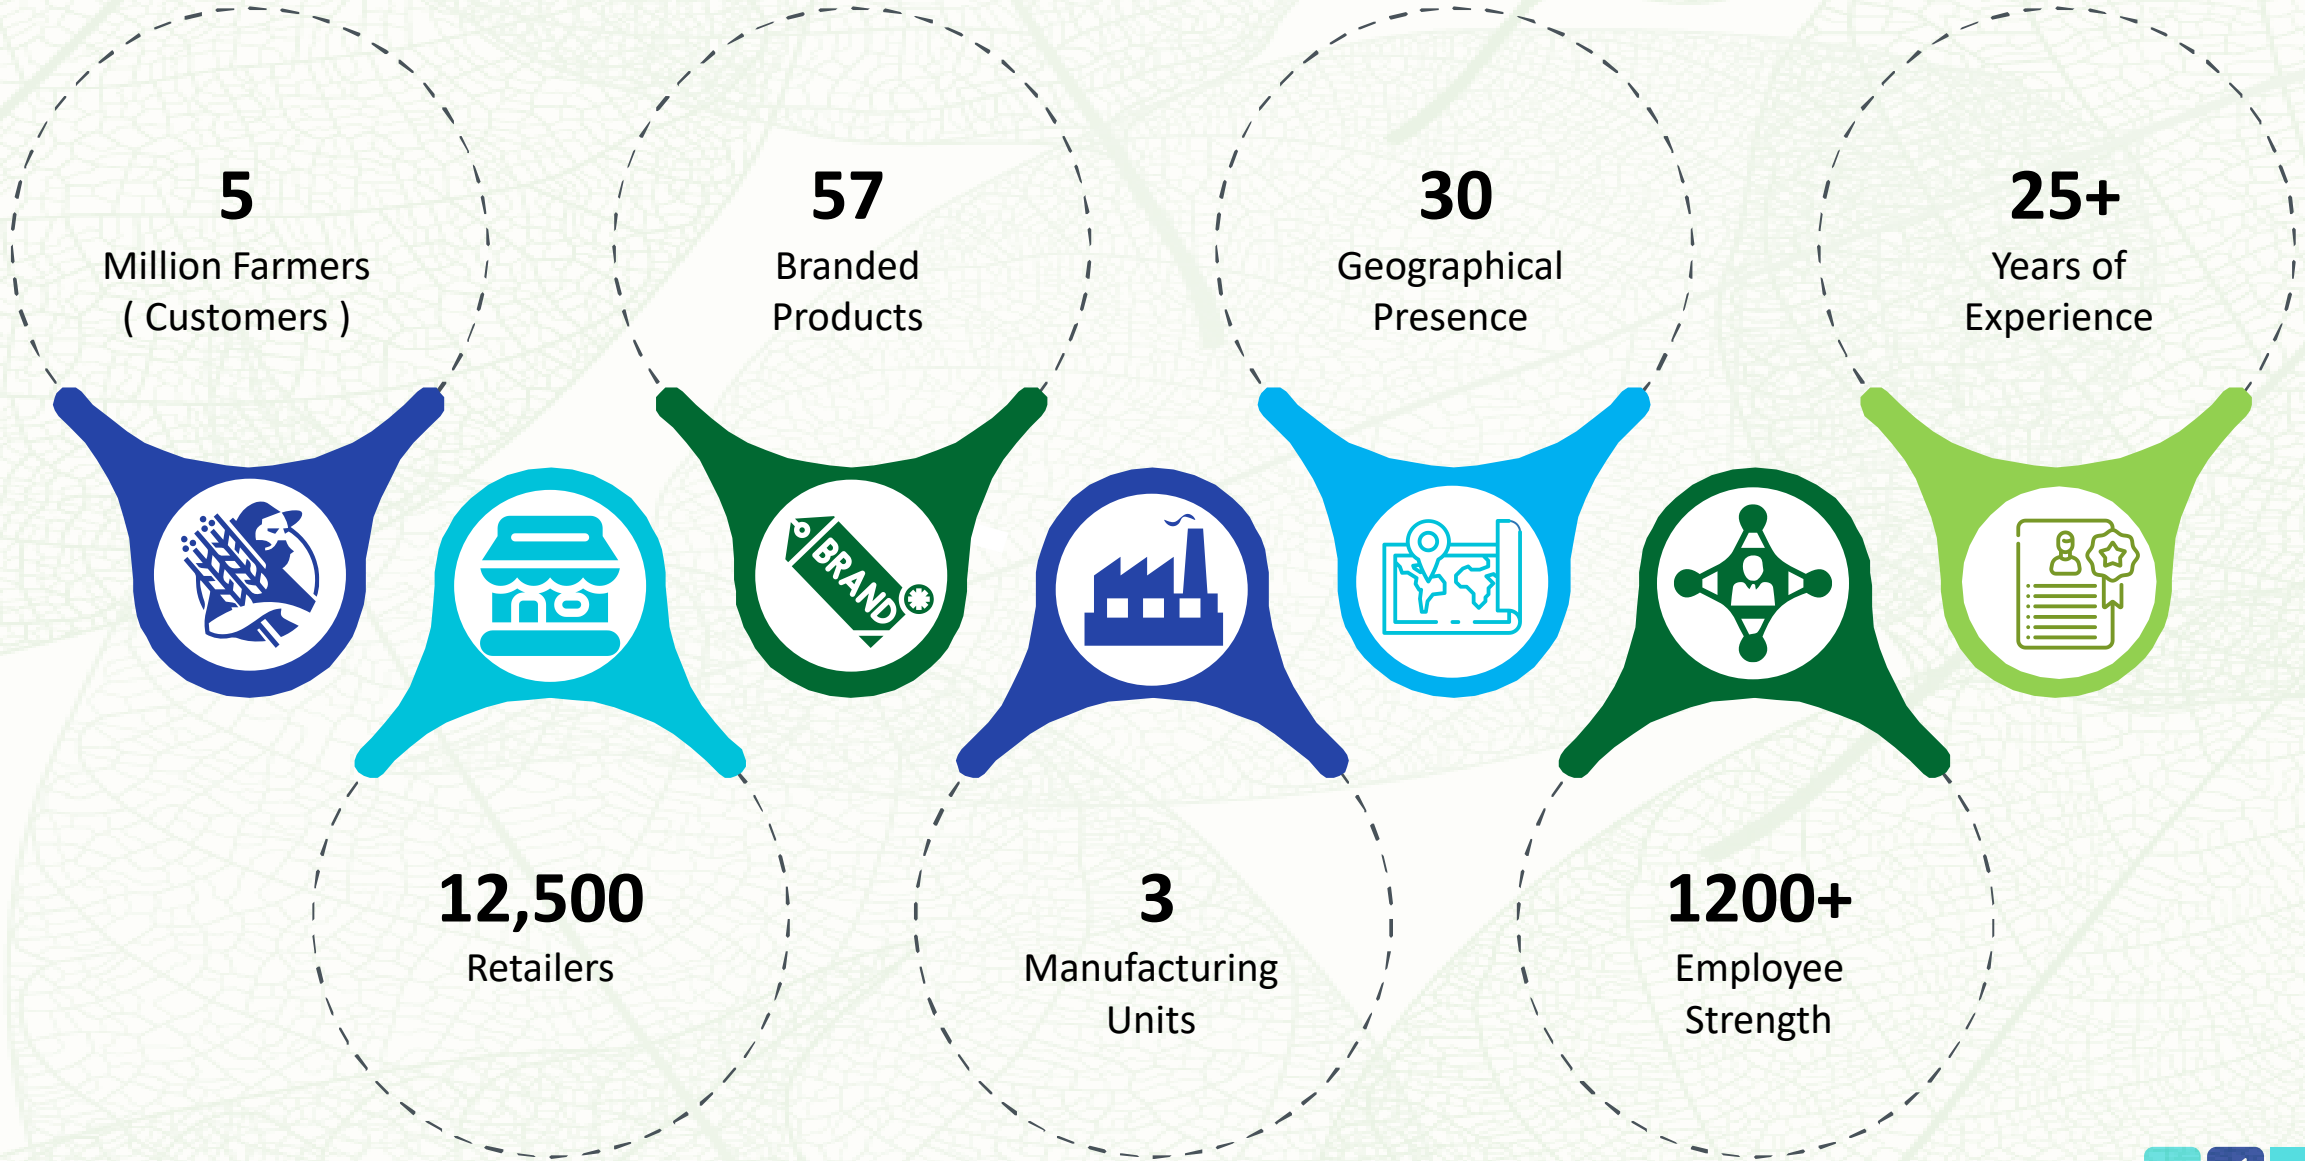 5
Million Farmers
( Customers )
57
Branded
Products
30
Geographical
Presence
25+
Years of
Experience
BRAND
12,500
Retailers
3
Manufacturing
Units
1200+
Employee
Strength